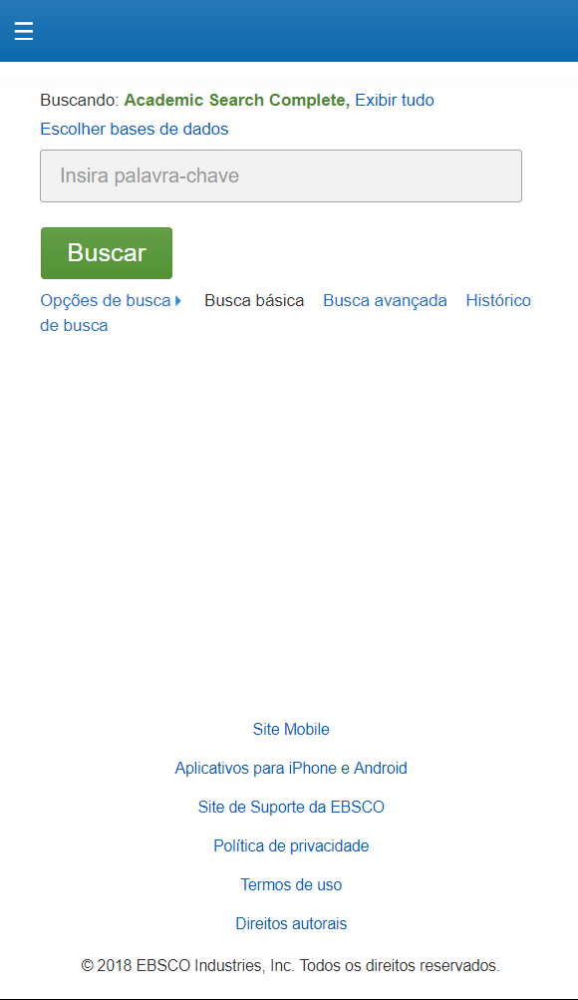 Buscando: Academic Search Complete, Exibir tudo
Escolher bases de dados
Insira palavra-chave
Buscar
Opções de busca Busca básica Busca avançada Histórico
de busca
Site Mobile
Aplicativos para iPhone e Android
Site de Suporte da EBSCO
Política de privacidade
Termos de uso
Direitos autorais
© 2018 EBSCO Industries, Inc. Todos os direitos reservados.